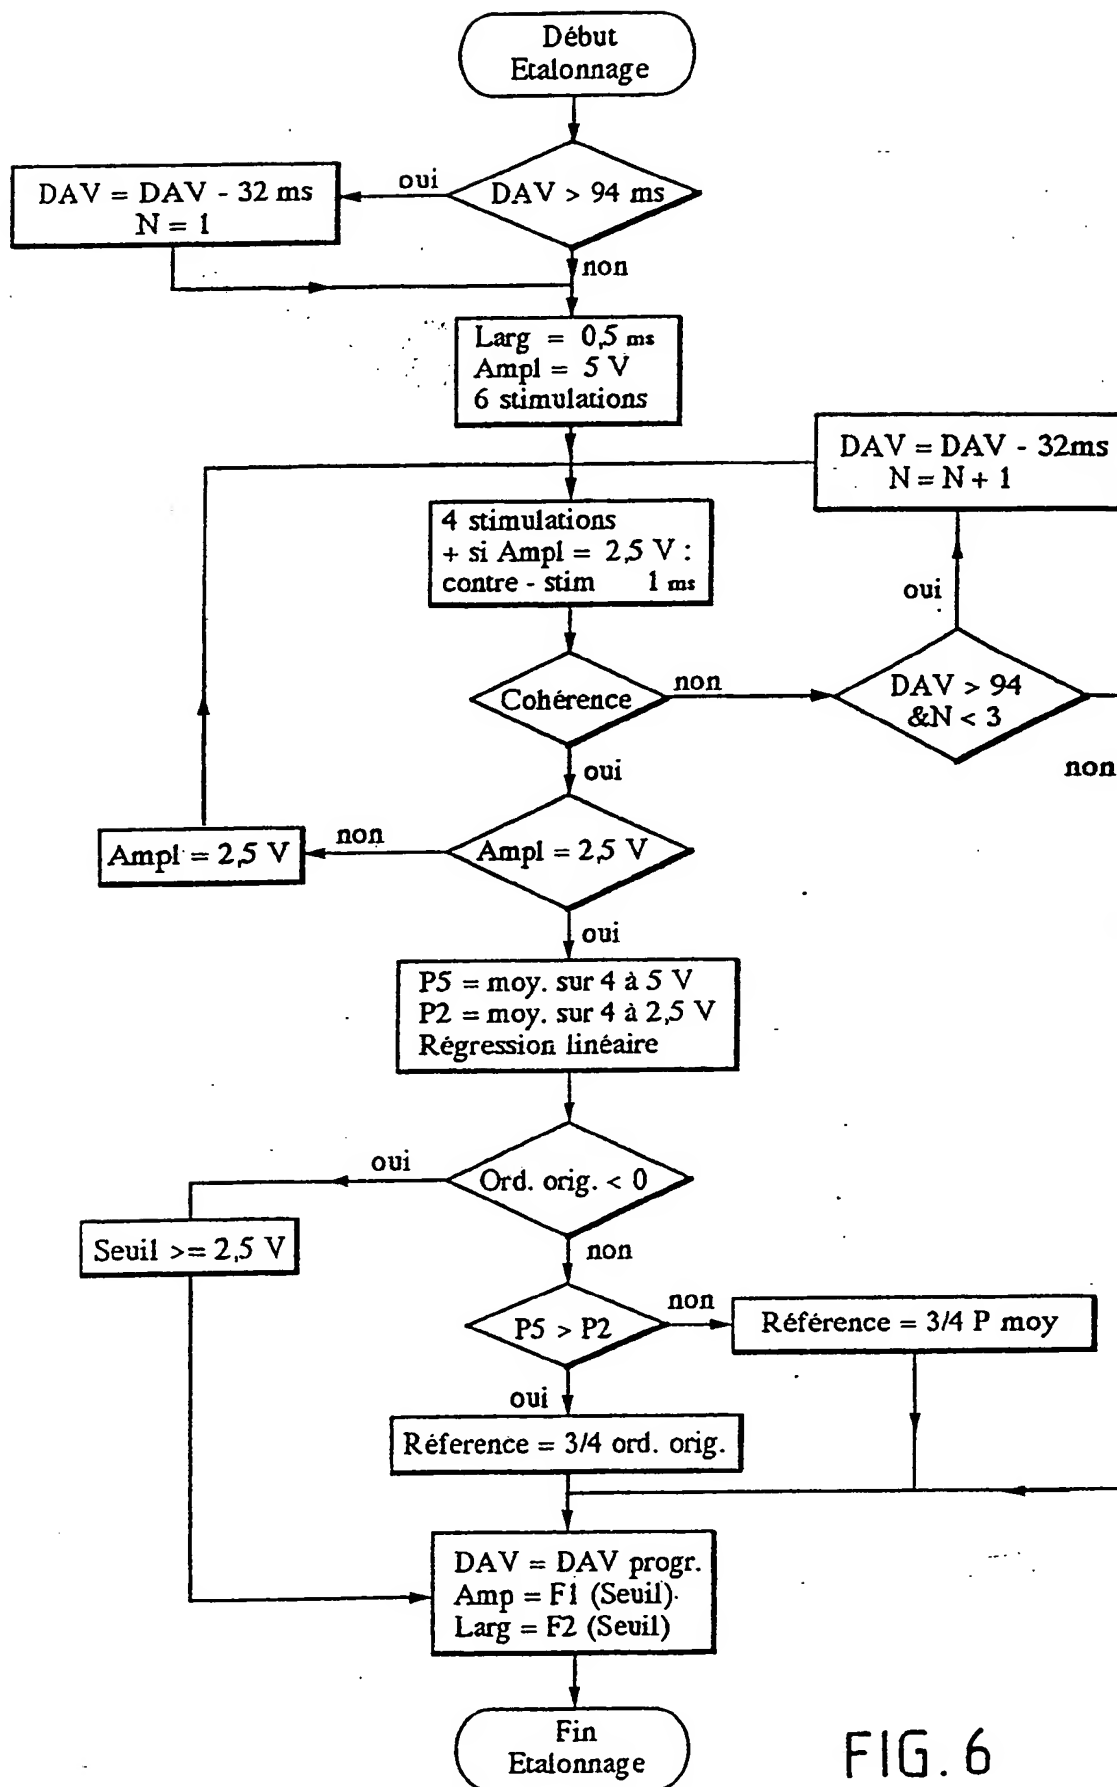 Début
Etalonnage
DAV > 94 ms
oui
DAV = DAV - 32 ms
N = 1
non
Larg = 0,5 ms
Ampl = 5 V
6 stimulations
DAV = DAV - 32ms
N = N + 1
4 stimulations
+ si Ampl = 2,5 V :
contre - stim 1 ms
oui
Cohérence
non
DAV > 94
&N < 3
non
oui
Ampl = 2,5 V
non
Ampl = 2,5 V
oui
P5 = moy. sur 4 à 5 V
P2 = moy. sur 4 à 2,5 V
Régression linéaire
oui
Ord. orig. < 0
Seuil >= 2,5 V
non
P5 > P2
non
Référence = 3/4 P moy
oui
Réference = 3/4 ord. orig.
DAV = DAV progr.
Amp = F1 (Seuil)
Larg = F2 (Seuil)
Fin
Etalonnage
FIG. 6